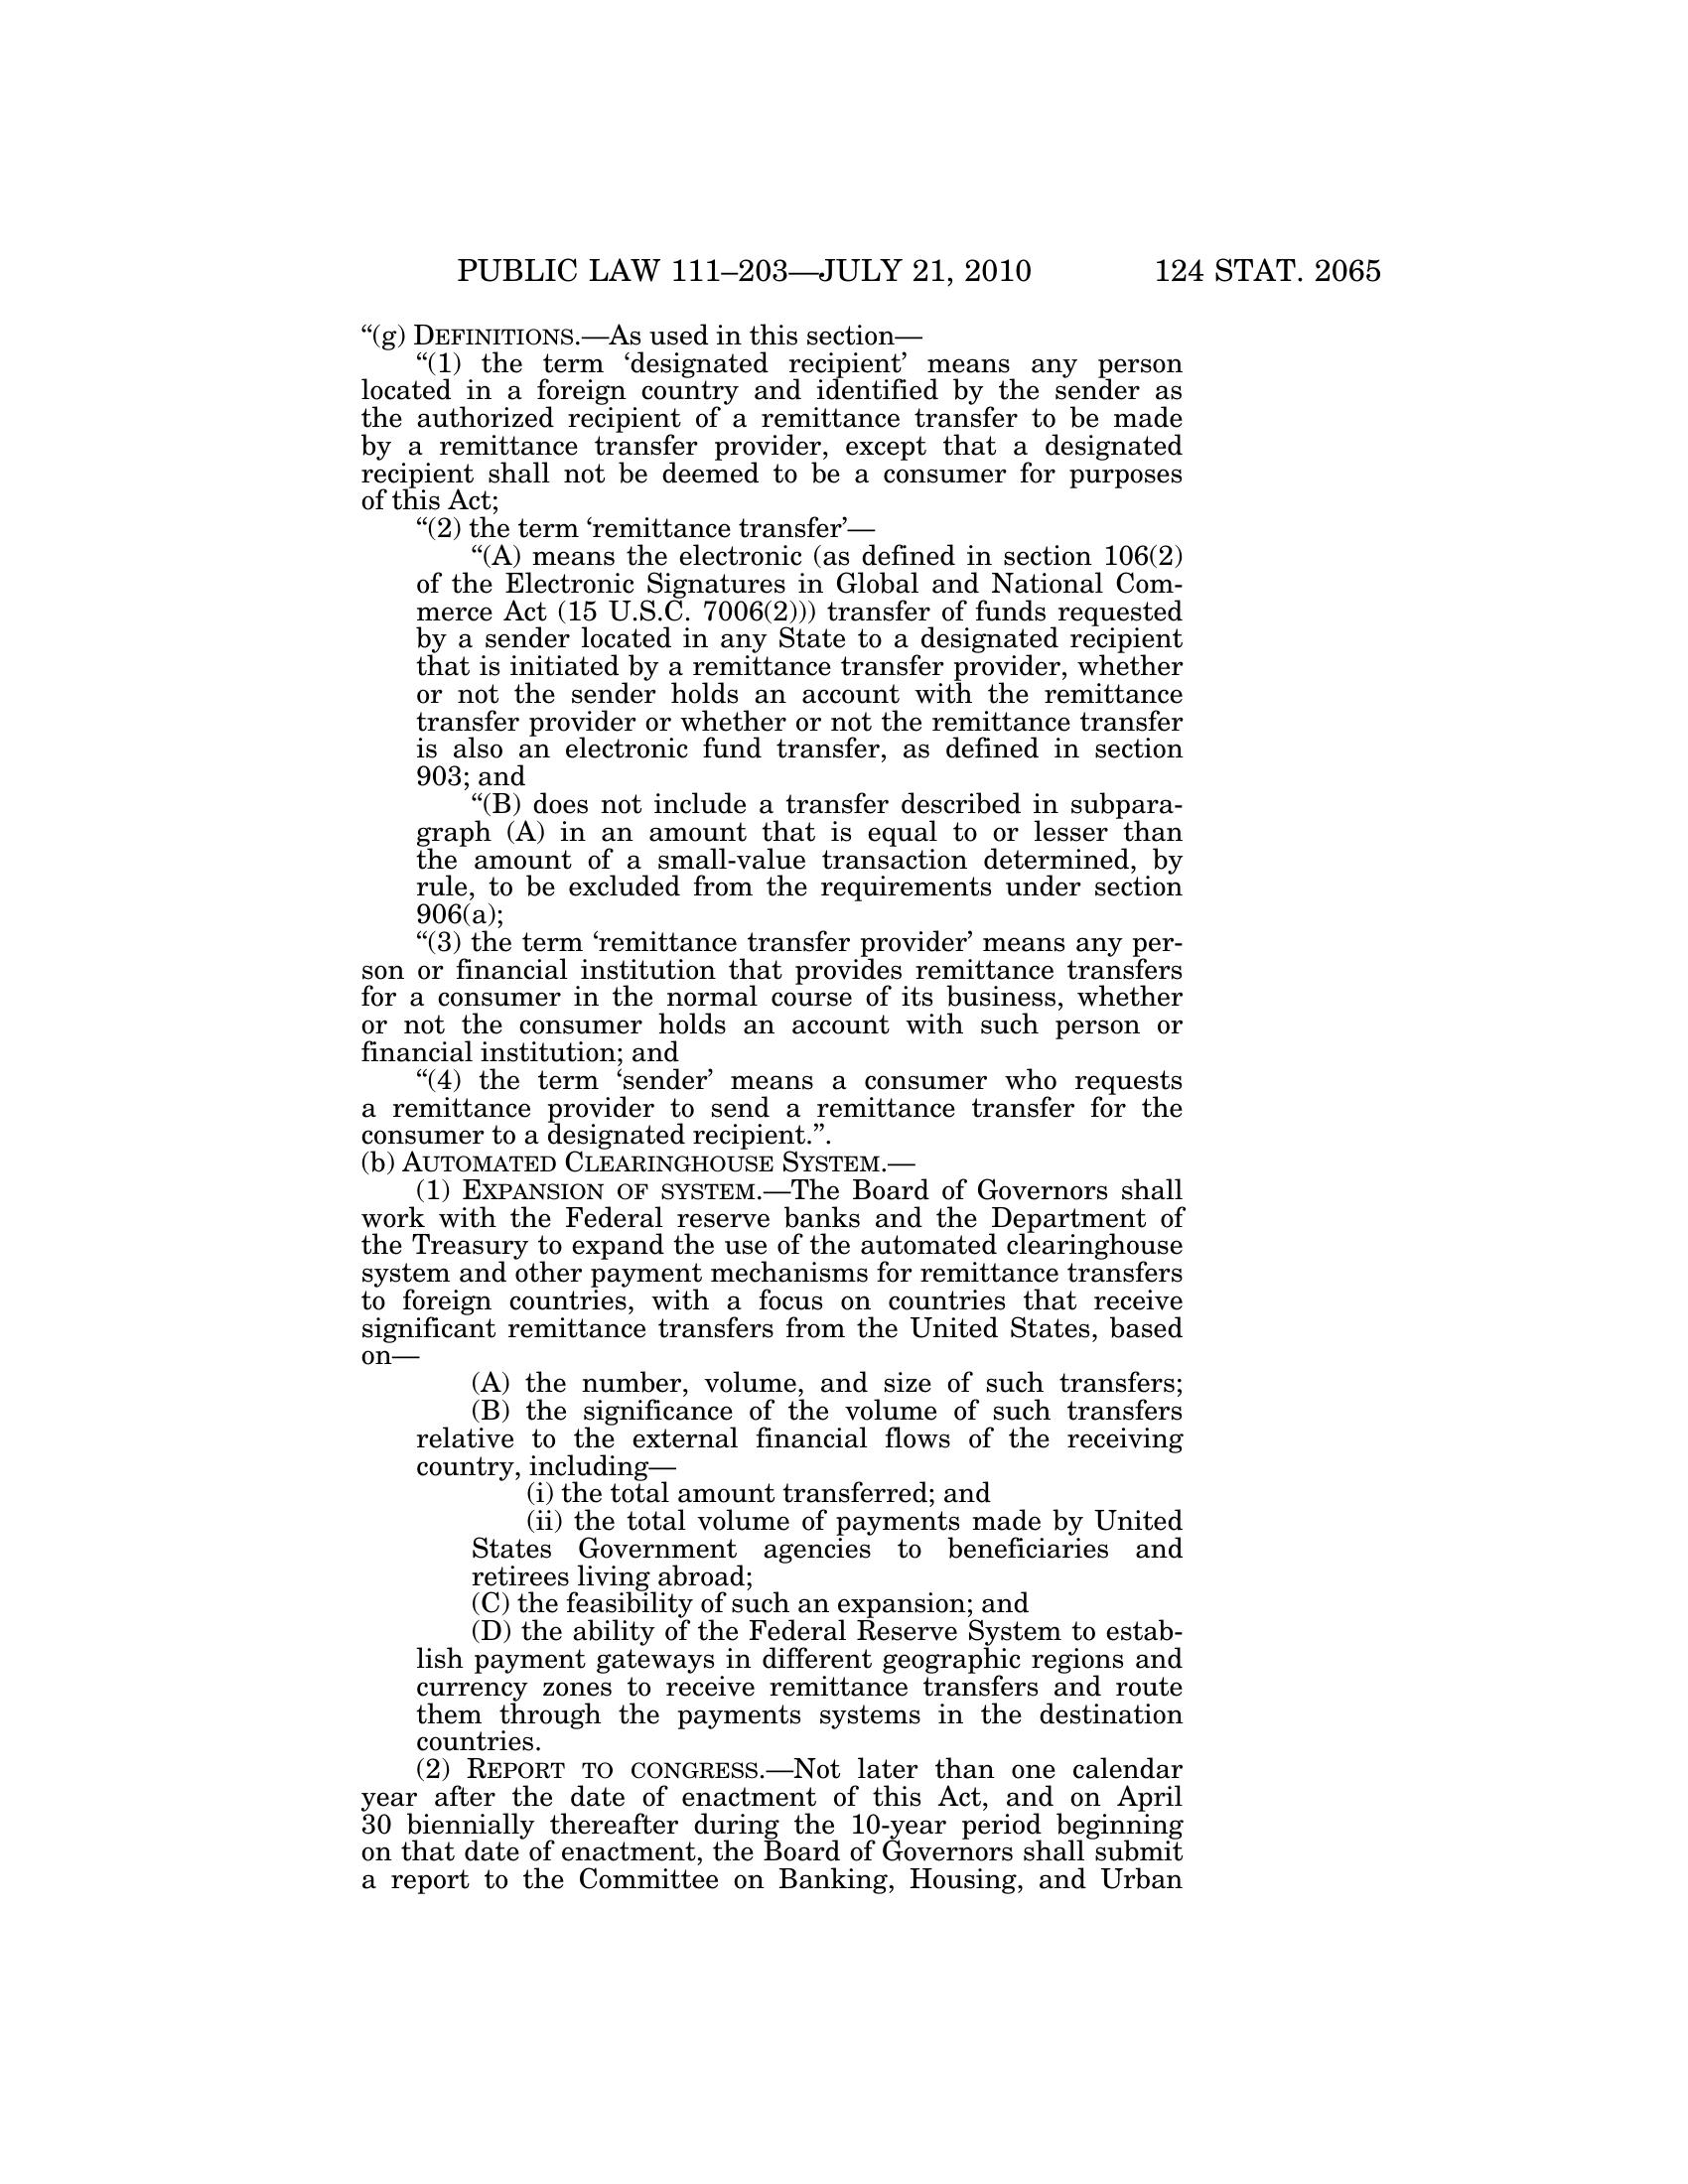 PUBLIC LAW 111–203—JULY 21, 2010 124 STAT. 2065
“(g) DEFINITIONS.—As used in this section—
“(1) the term ‘designated recipient’ means any person
located in a foreign country and identified by the sender as
the authorized recipient of a remittance transfer to be made
by a remittance transfer provider, except that a designated
recipient shall not be deemed to be a consumer for purposes
of this Act;
“(2) the term ‘remittance transfer’—
“(A) means the electronic (as defined in section 106(2)
of the Electronic Signatures in Global and National Com-
merce Act (15 U.S.C. 7006(2))) transfer of funds requested
by a sender located in any State to a designated recipient
that is initiated by a remittance transfer provider, whether
or not the sender holds an account with the remittance
transfer provider or whether or not the remittance transfer
is also an electronic fund transfer, as defined in section
903; and
“(B) does not include a transfer described in subpara-
graph (A) in an amount that is equal to or lesser than
the amount of a small-value transaction determined, by
rule, to be excluded from the requirements under section
906(a);
“(3) the term ‘remittance transfer provider’ means any per-
son or financial institution that provides remittance transfers
for a consumer in the normal course of its business, whether
or not the consumer holds an account with such person or
financial institution; and
“(4) the term ‘sender’ means a consumer who requests
a remittance provider to send a remittance transfer for the
consumer to a designated recipient.”.
(b) AUTOMATED CLEARINGHOUSE SYSTEM.—
(1) EXPANSION OF SYSTEM.—The Board of Governors shall
work with the Federal reserve banks and the Department of
the Treasury to expand the use of the automated clearinghouse
system and other payment mechanisms for remittance transfers
to foreign countries, with a focus on countries that receive
significant remittance transfers from the United States, based
on—
(A) the number, volume, and size of such transfers;
(B) the significance of the volume of such transfers
relative to the external financial flows of the receiving
country, including—
(i) the total amount transferred; and
(ii) the total volume of payments made by United
States Government agencies to beneficiaries and
retirees living abroad;
(C) the feasibility of such an expansion; and
(D) the ability of the Federal Reserve System to estab-
lish payment gateways in different geographic regions and
currency zones to receive remittance transfers and route
them through the payments systems in the destination
countries.
(2) REPORT TO CONGRESS.—Not later than one calendar
year after the date of enactment of this Act, and on April
30 biennially thereafter during the 10-year period beginning
on that date of enactment, the Board of Governors shall submit
a report to the Committee on Banking, Housing, and Urban